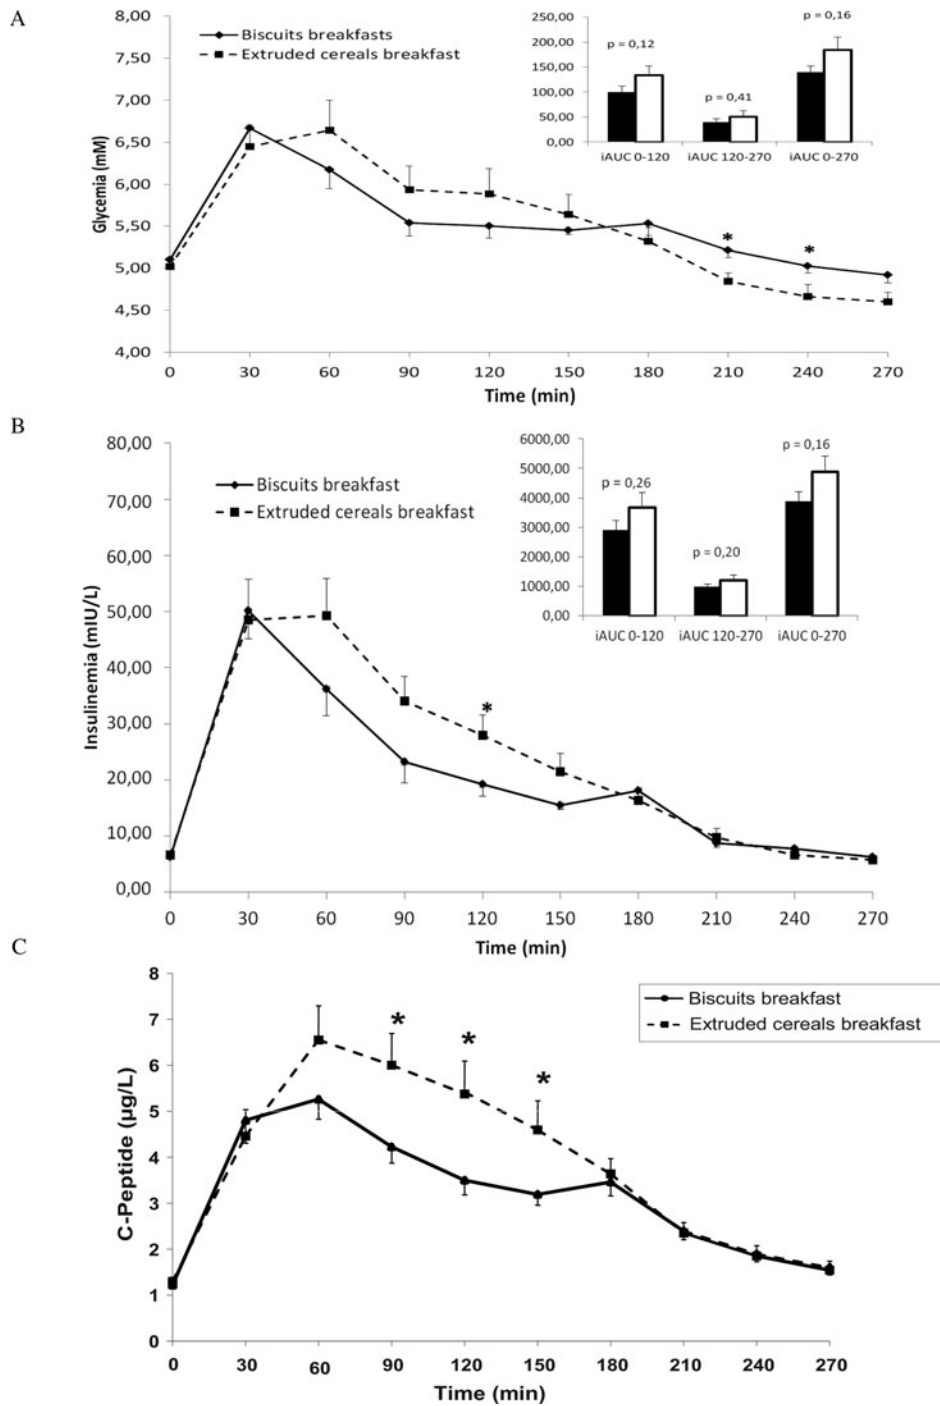 A
8,00
7,50
7,00
6,50
6,00
5,50
5,00
4,50
4,00
Glycemia (mM)
Biscuits breakfasts
Extruded cereals breakfast
* *
0 30 60 90 120 150 180 210 240 270
Time (min)
250,00
200,00
150,00
100,00
50,00
0,00
p = 0,12
p = 0,41
p = 0,16
iAUC 0-120 iAUC 120-270 iAUC 0-270
B
80,00
70,00
60,00
50,00
40,00
30,00
20,00
10,00
0,00
Insulinemia (mIU/L)
Biscuits breakfast
Extruded cereals breakfast
*
0 30 60 90 120 150 180 210 240 270
Time (min)
6000,00
5000,00
4000,00
3000,00
2000,00
1000,00
0,00
p = 0,26
p = 0,20
p = 0,16
iAUC 0-120 iAUC 120-270 iAUC 0-270
C
8
7
6
5
4
3
2
1
0
C-Peptide (µg/L)
Biscuits breakfast
Extruded cereals breakfast
* * *
0 30 60 90 120 150 180 210 240 270
Time (min)